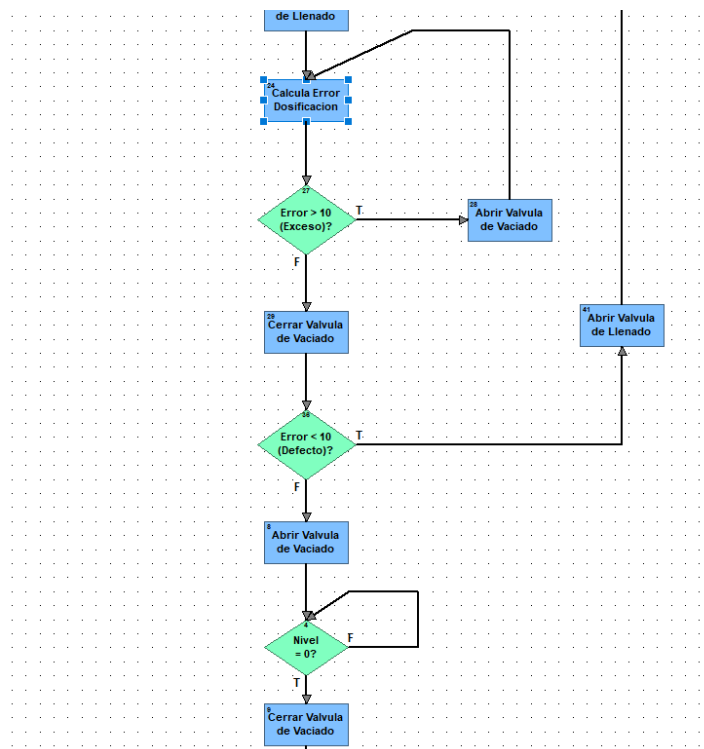 de Llenado
24
Calcula Error
Dosificacion
27
Error > 10
(Exceso)?
T
F
28
Abrir Valvula
de Vaciado
29
Cerrar Valvula
de Vaciado
41
Abrir Valvula
de Llenado
36
Error < 10
(Defecto)?
T
F
8
Abrir Valvula
de Vaciado
4
Nivel
= 0?
F
T
9
Cerrar Valvula
de Vaciado